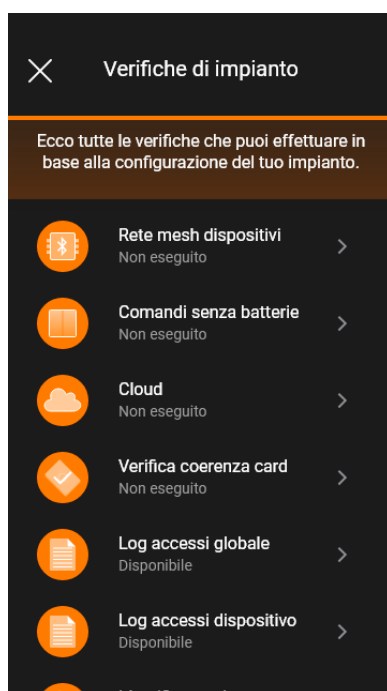 Verifiche di impianto
Ecco tutte le verifiche che puoi effettuare in
base alla configurazione del tuo impianto.
Rete mesh dispositivi
Non eseguito
Comandi senza batterie
Non eseguito
Cloud
Non eseguito
Verifica coerenza card
Non eseguito
Log accessi globale
Disponibile
Log accessi dispositivo
Disponibile